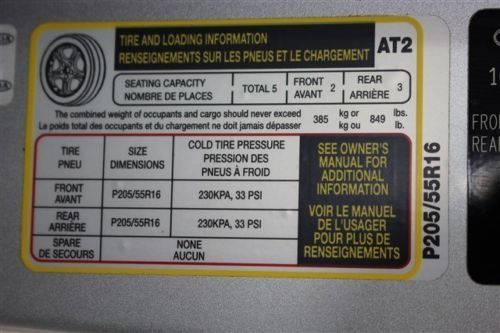 TIRE AND LOADING INFORMATION
RENSEIGNEMENTS SUR LES PNEUS ET LE CHARGEMENT
AT2
SEATING CAPACITY
NOMBRE DE PLACES
TOTAL 5
FRONT
AVANT
2
REAR
ARRIÈRE
3
The combined weight of occupants and cargo should never exceed
Le poids total des occupants et du chargement ne doit jamais dépasser
385
kg or
kg ou
849
lbs.
lb.
TIRE
PNEU
SIZE
DIMENSIONS
COLD TIRE PRESSURE
PRESSION DES
PNEUS À FROID
FRONT
AVANT
P205/55R16
230KPA, 33 PSI
REAR
ARRIÈRE
P205/55R16
230KPA, 33 PSI
SPARE
DE SECOURS
NONE
AUCUN
SEE OWNER'S
MANUAL FOR
ADDITIONAL
INFORMATION
VOIR LE MANUEL
DE L'USAGER
POUR PLUS DE
RENSEIGNEMENTS
P205/55R16